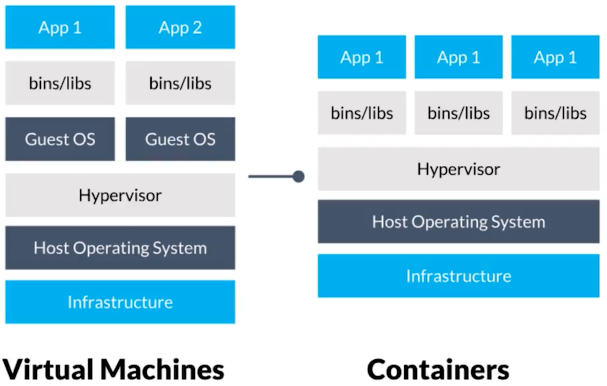 App 1
App 2
bins/libs
bins/libs
Guest OS
Guest OS
Hypervisor
Host Operating System
Infrastructure
Virtual Machines
App 1
App 1
App 1
bins/libs
bins/libs
bins/libs
Hypervisor
Host Operating System
Infrastructure
Containers